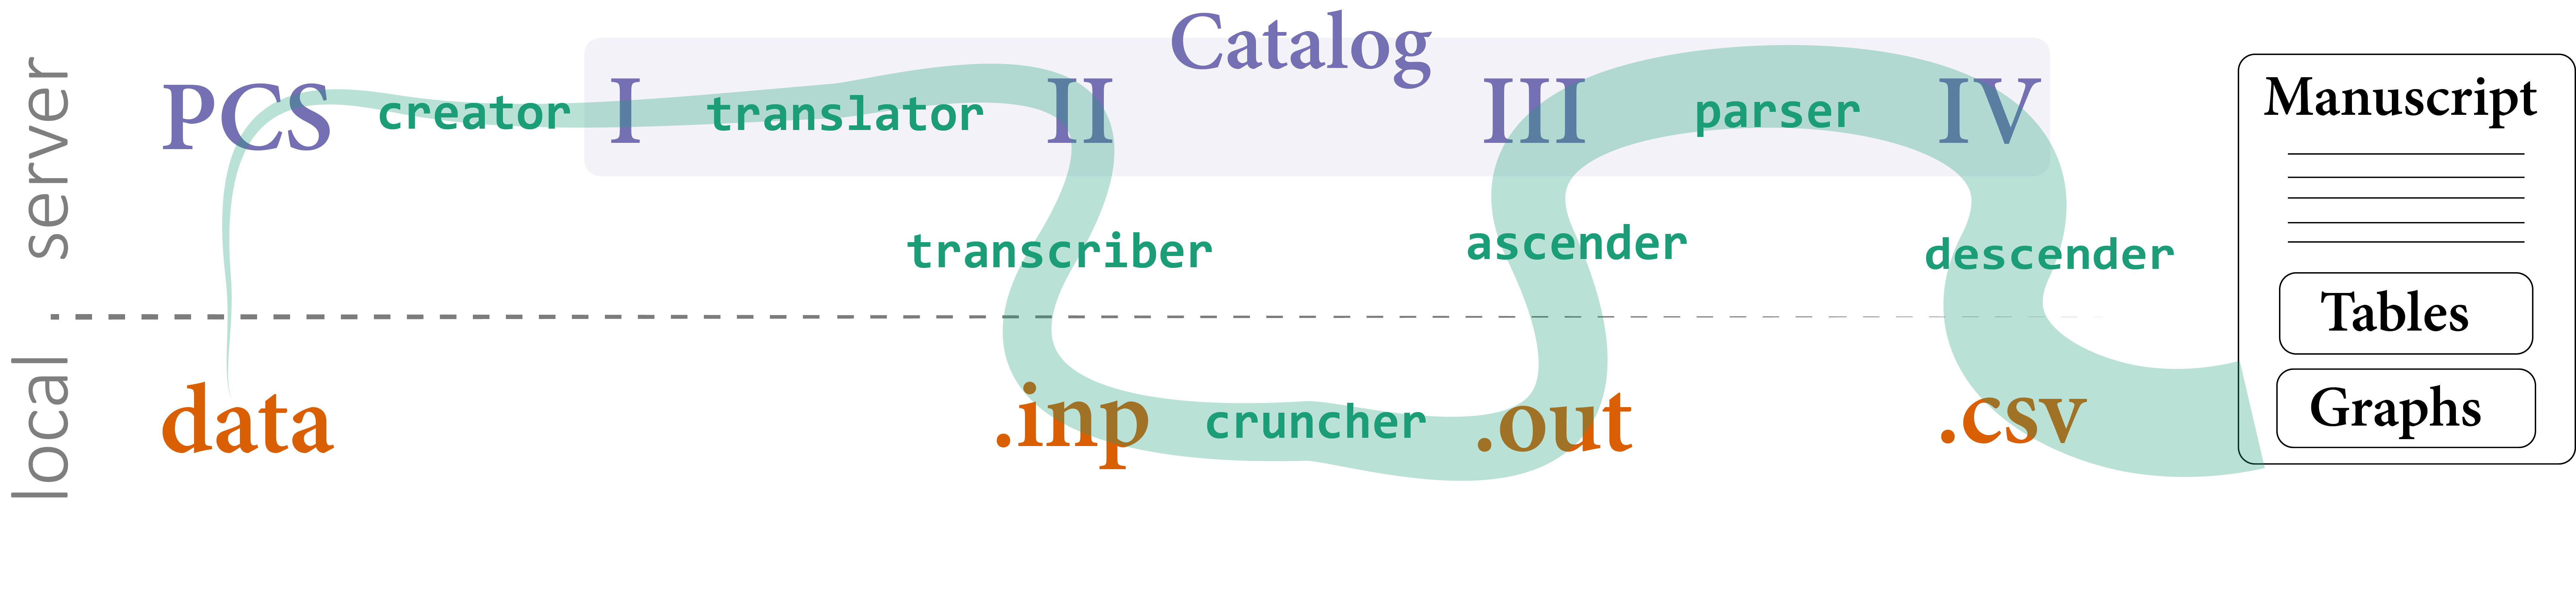 Catalog
server
PCS creator I translator II III parser IV
transcriber ascender descender
local
data .inp cruncher .out .csv
Manuscript
Tables
Graphs